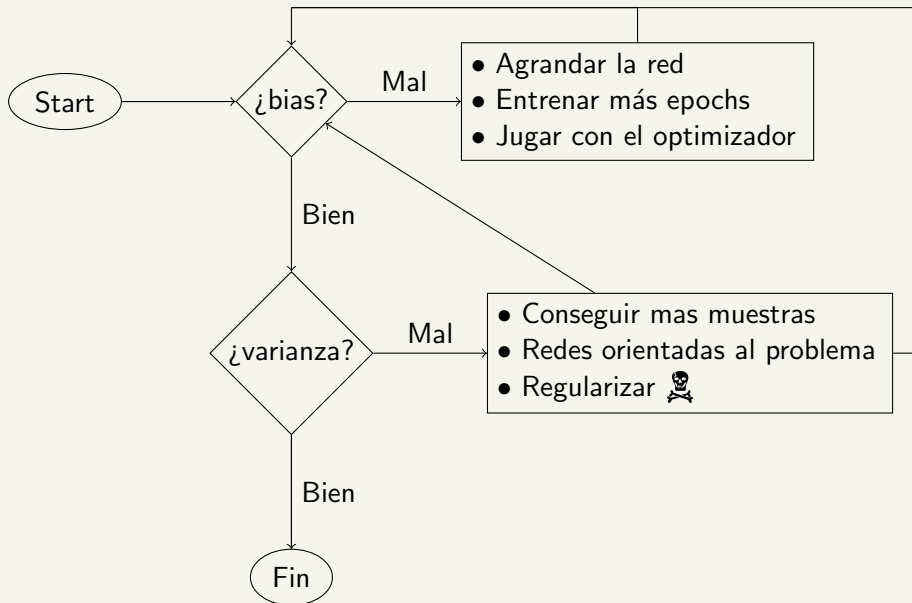 Start
¿bias?
Mal
• Agrandar la red
• Entrenar más epochs
• Jugar con el optimizador
Bien
¿varianza?
Mal
• Conseguir mas muestras
• Redes orientadas al problema
• Regularizar ☠
Bien
Fin